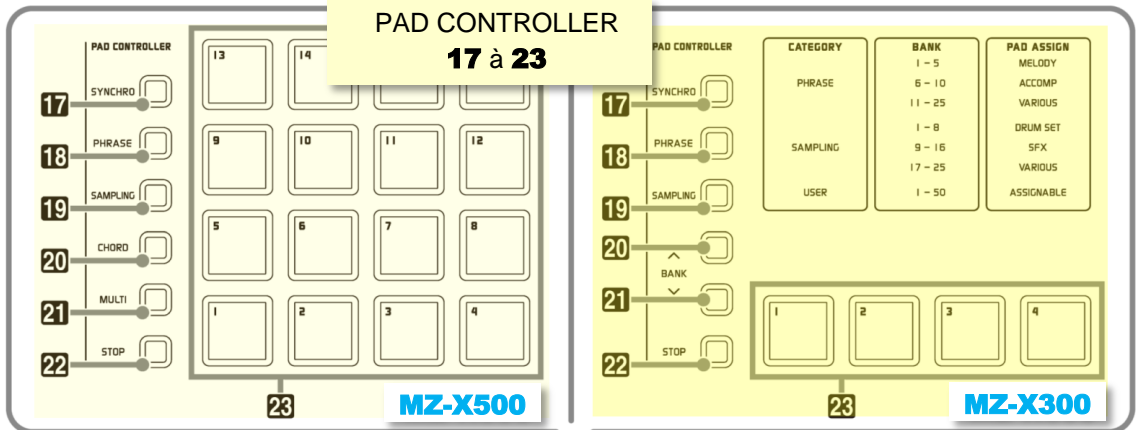 PAD CONTROLLER
17 à 23
PAD CONTROLLER
13
14
17
SYNCHRO
18
PHRASE
9
10
11
12
19
SAMPLING
20
CHORD
5
6
7
8
21
MULTI
22
STOP
1
2
3
4
23
MZ-X500
PAD CONTROLLER
17
SYNCHRO
18
PHRASE
19
SAMPLING
20
BANK
21
22
STOP
CATEGORY
BANK
PAD ASSIGN
1 – 5
MELODY
PHRASE
6 – 10
ACCOMP
11 – 25
VARIOUS
1 – 8
DRUM SET
SAMPLING
9 – 16
SFX
17 – 25
VARIOUS
USER
1 – 50
ASSIGNABLE
1
2
3
4
23
MZ-X300